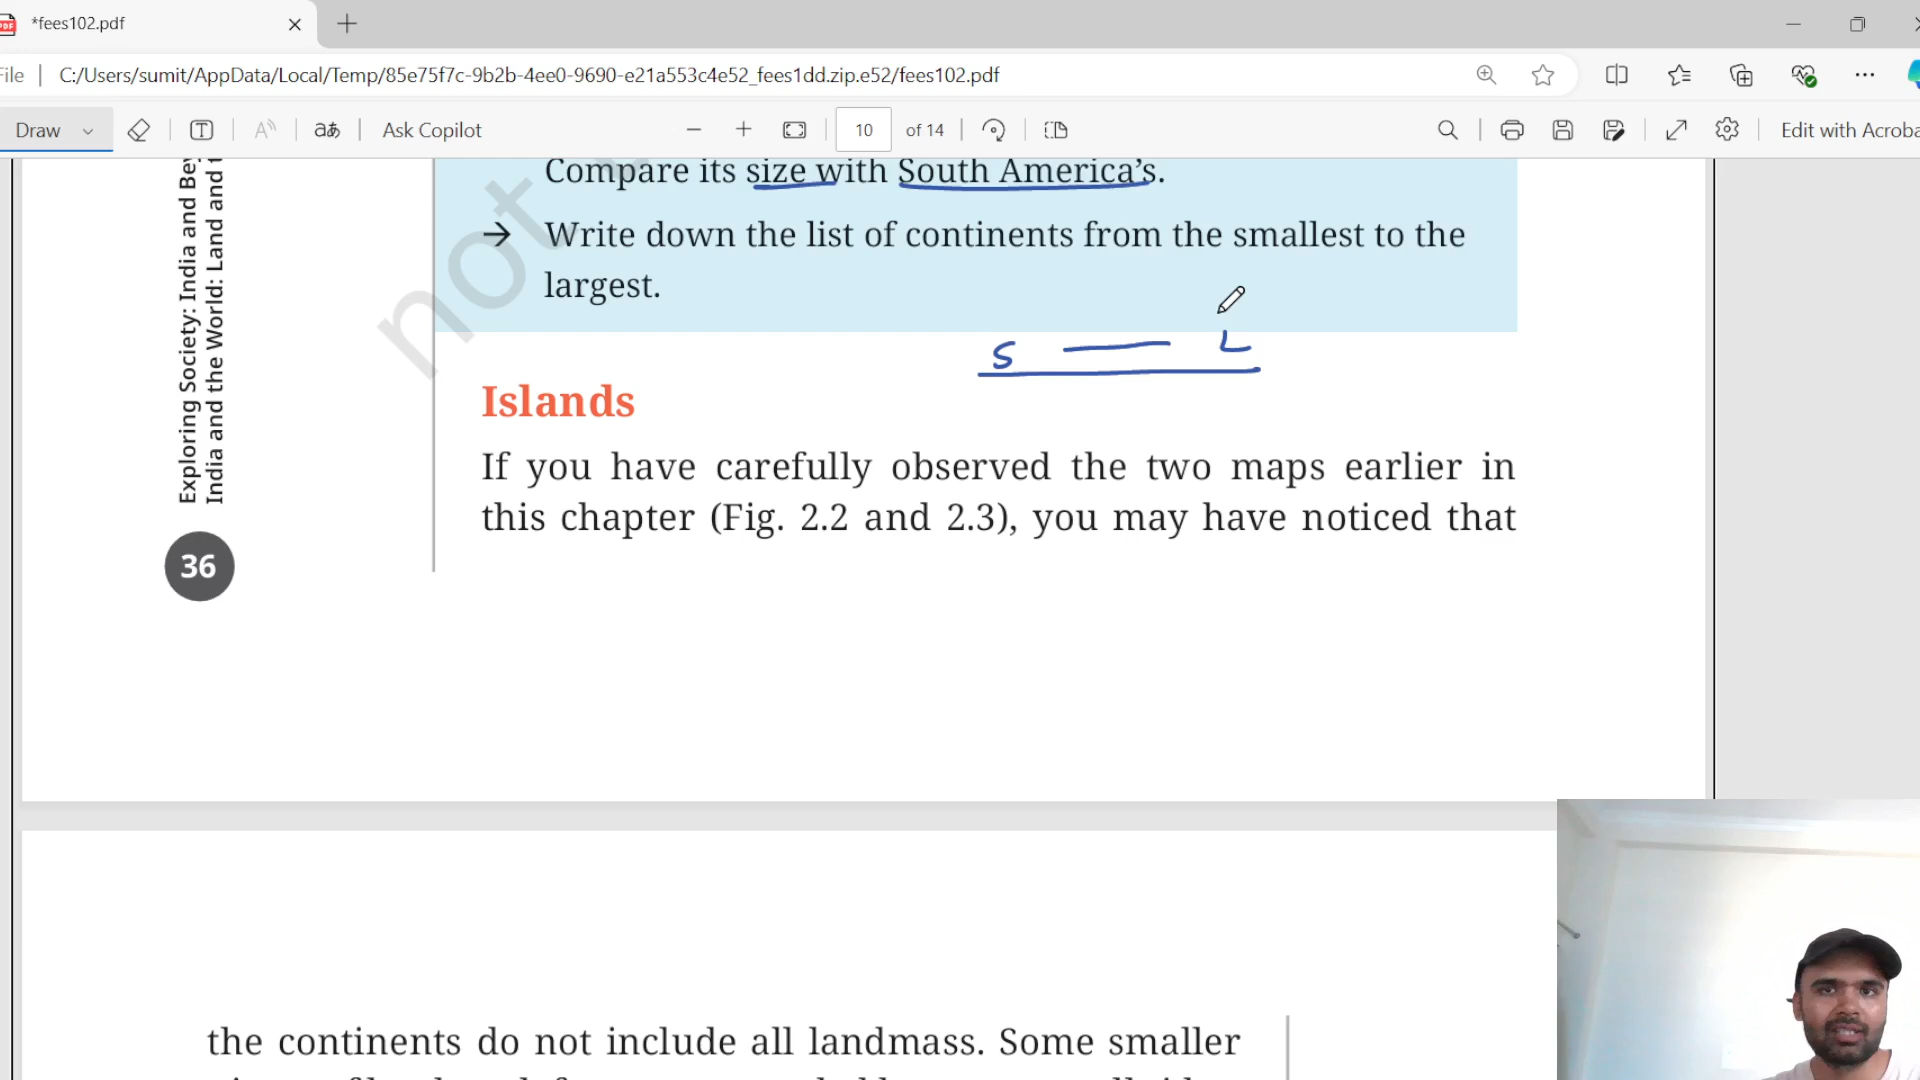 *fees102.pdf
File
C:/Users/sumit/AppData/Local/Temp/85e75f7c-9b2b-4ee0-9690-e21a553c4e52_fees1dd.zip.e52/fees102.pdf
Draw
T
aあ
Ask Copilot
10
of 14
Edit with Acroba
Exploring Society: India and Bey
India and the World: Land and t
not
Compare its size with South America's.
→ Write down the list of continents from the smallest to the
largest.
S — L
Islands
If you have carefully observed the two maps earlier in
this chapter (Fig. 2.2 and 2.3), you may have noticed that
36
the continents do not include all landmass. Some smaller